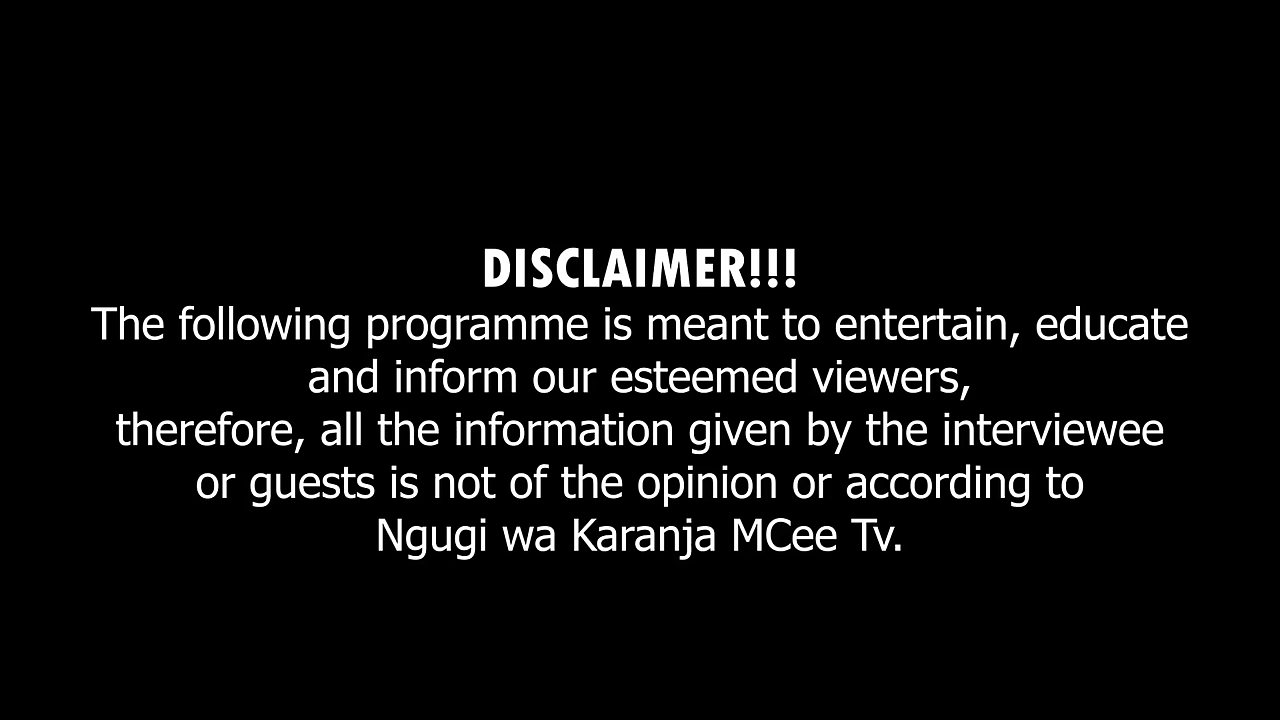 DISCLAIMER!!!
The following programme is meant to entertain, educate
and inform our esteemed viewers,
therefore, all the information given by the interviewee
or guests is not of the opinion or according to
Ngugi wa Karanja MCee Tv.